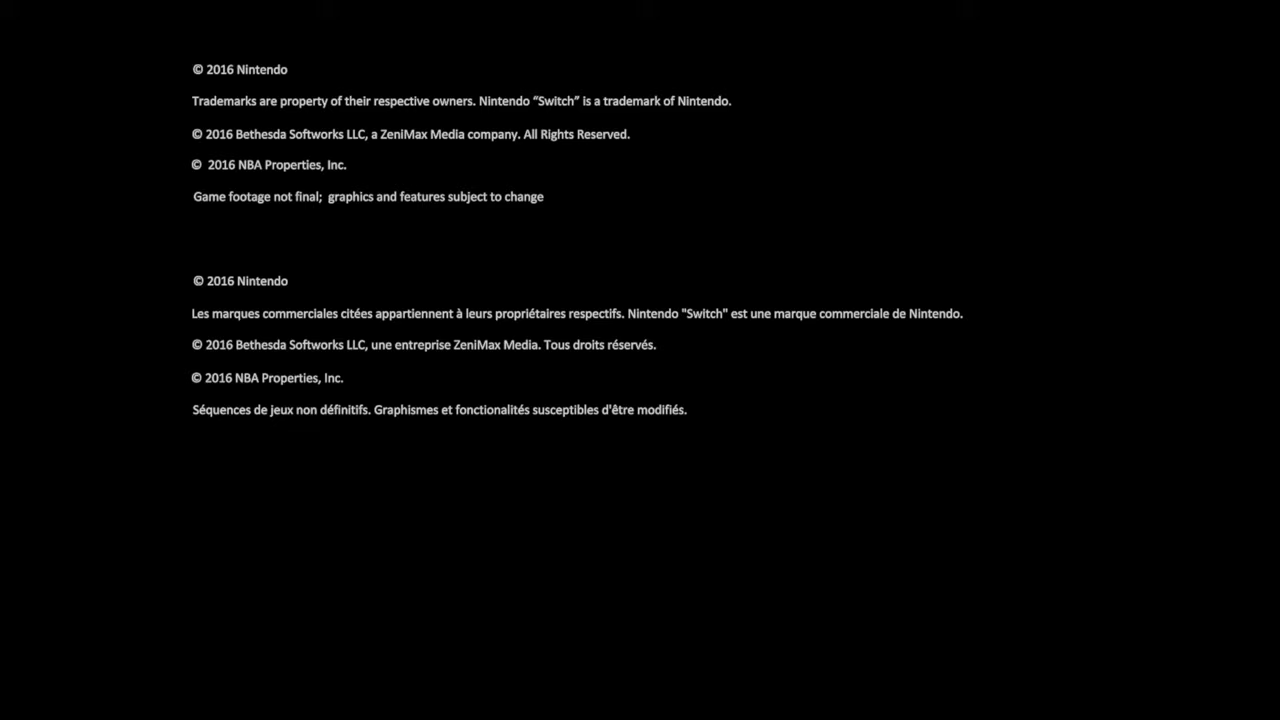 © 2016 Nintendo
Trademarks are property of their respective owners. Nintendo “Switch” is a trademark of Nintendo.
© 2016 Bethesda Softworks LLC, a ZeniMax Media company. All Rights Reserved.
© 2016 NBA Properties, Inc.
Game footage not final; graphics and features subject to change
© 2016 Nintendo
Les marques commerciales citées appartiennent à leurs propriétaires respectifs. Nintendo "Switch" est une marque commerciale de Nintendo.
© 2016 Bethesda Softworks LLC, une entreprise ZeniMax Media. Tous droits réservés.
© 2016 NBA Properties, Inc.
Séquences de jeux non définitifs. Graphismes et fonctionalités susceptibles d'être modifiés.